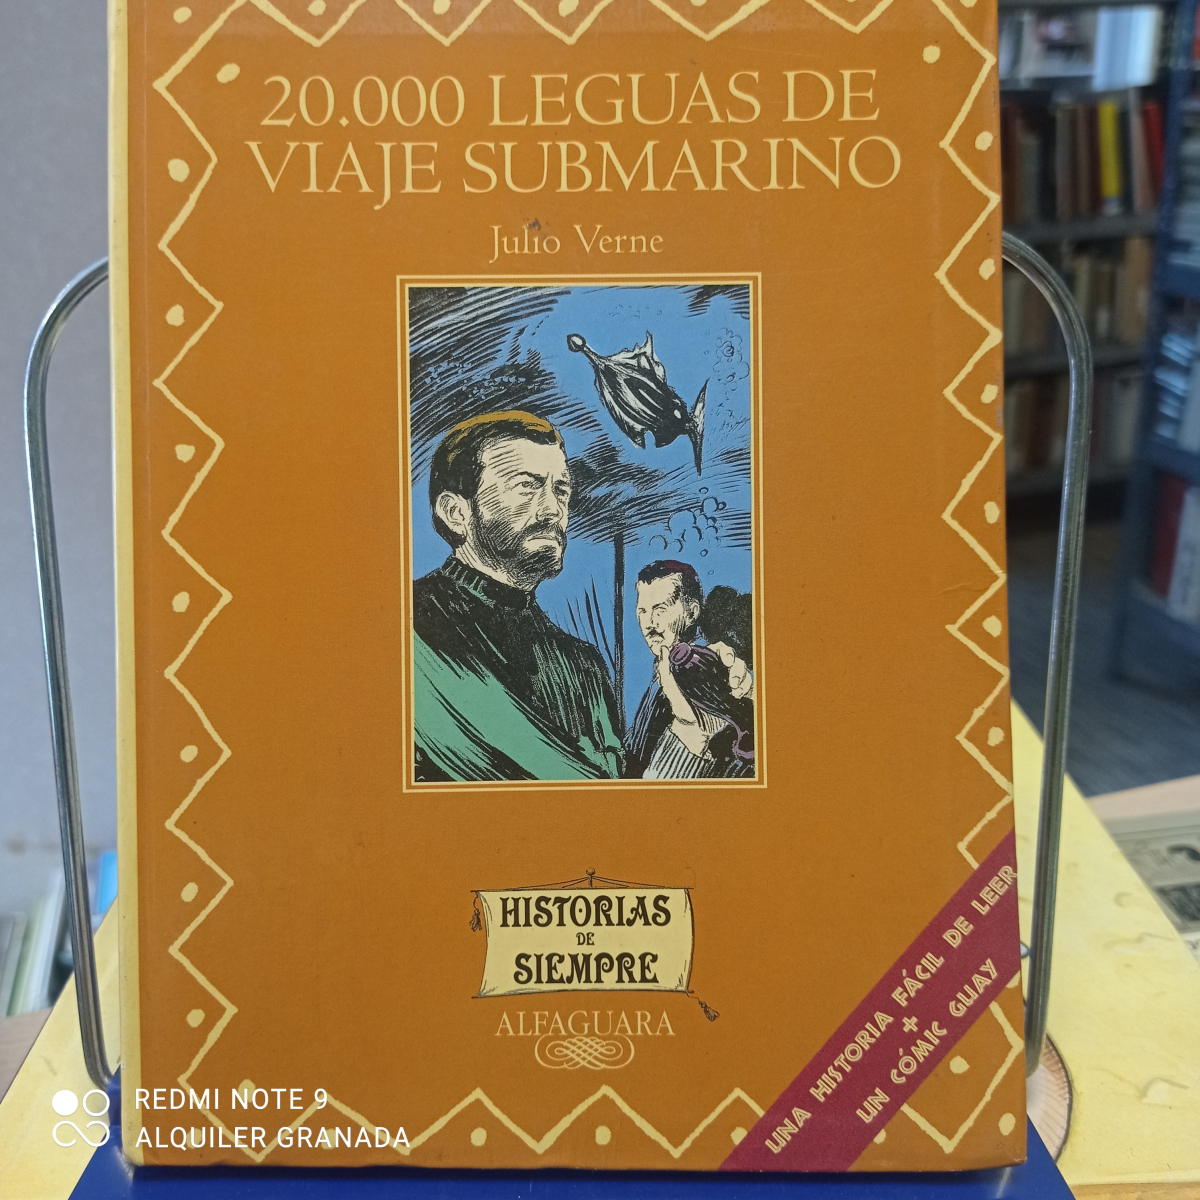 20.000 LEGUAS DE
VIAJE SUBMARINO
Julio Verne
HISTORIAS
DE
SIEMPRE
ALFAGUARA
UNA HISTORIA FÁCIL DE LEER
+
UN CÓMIC GUAY
REDMI NOTE 9
ALQUILER GRANADA